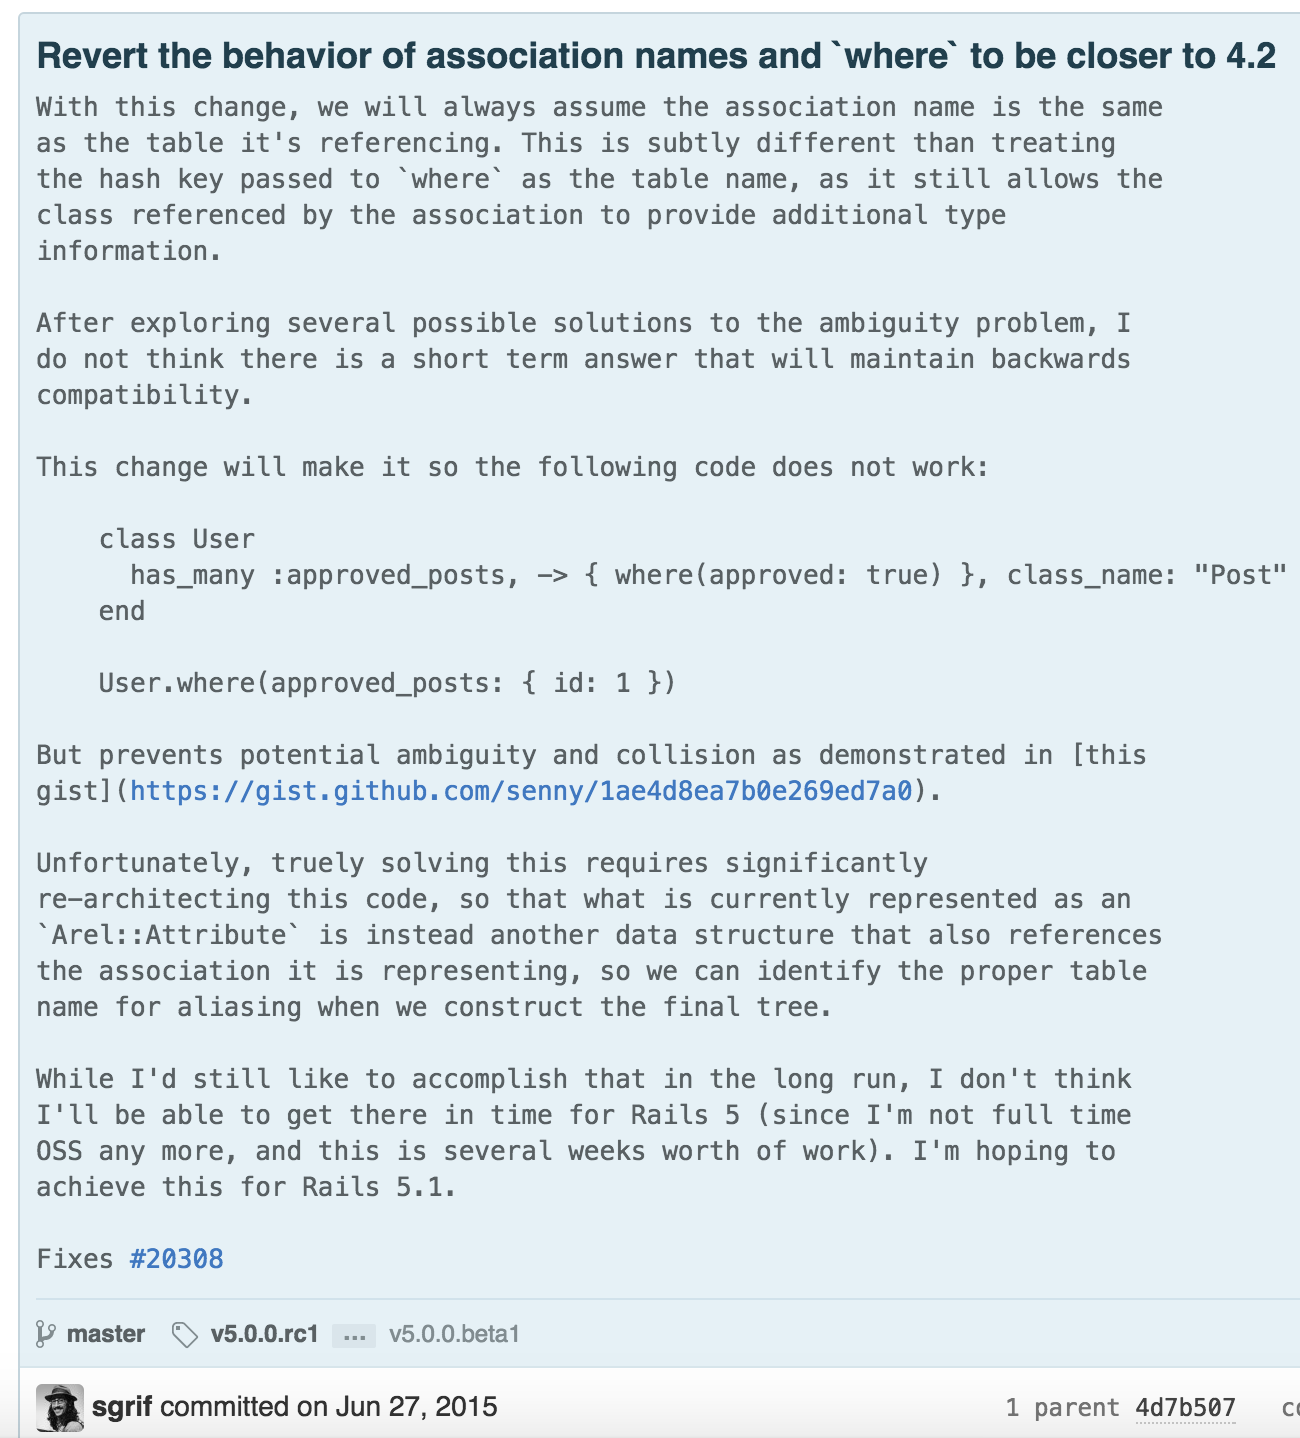 Revert the behavior of association names and `where` to be closer to 4.2
With this change, we will always assume the association name is the same
as the table it's referencing. This is subtly different than treating
the hash key passed to `where` as the table name, as it still allows the
class referenced by the association to provide additional type
information.
After exploring several possible solutions to the ambiguity problem, I
do not think there is a short term answer that will maintain backwards
compatibility.
This change will make it so the following code does not work:
class User
has_many :approved_posts, -> { where(approved: true) }, class_name: "Post"
end
User.where(approved_posts: { id: 1 })
But prevents potential ambiguity and collision as demonstrated in [this
gist](https://gist.github.com/senny/1ae4d8ea7b0e269ed7a0).
Unfortunately, truely solving this requires significantly
re-architecting this code, so that what is currently represented as an
`Arel::Attribute` is instead another data structure that also references
the association it is representing, so we can identify the proper table
name for aliasing when we construct the final tree.
While I'd still like to accomplish that in the long run, I don't think
I'll be able to get there in time for Rails 5 (since I'm not full time
OSS any more, and this is several weeks worth of work). I'm hoping to
achieve this for Rails 5.1.
Fixes #20308
master v5.0.0.rc1 ... v5.0.0.beta1
sgrif committed on Jun 27, 2015 1 parent 4d7b507